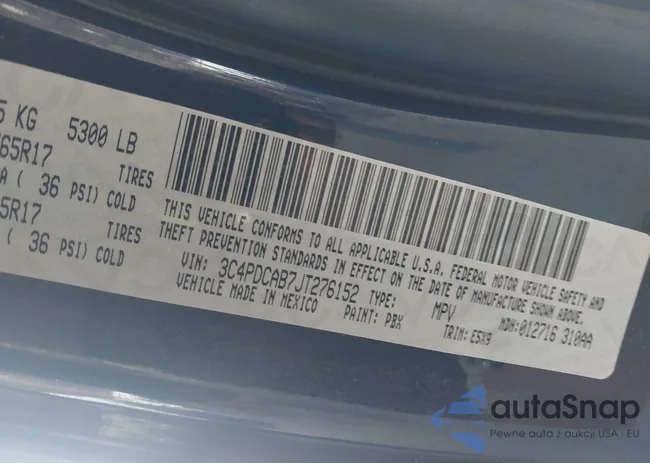 5 KG 5300 LB
65R17 TIRES
A ( 36 PSI) COLD
5R17 TIRES
( 36 PSI) COLD
THIS VEHICLE CONFORMS TO ALL APPLICABLE U.S.A. FEDERAL MOTOR VEHICLE SAFETY AND
THEFT PREVENTION STANDARDS IN EFFECT ON THE DATE OF MANUFACTURE SHOWN ABOVE.
VIN: 3C4PDCAB7JT276152 TYPE: MPV MDH:012716 310AA
VEHICLE MADE IN MEXICO PAINT: PBX TRIM: E5X9
autaSnap
Pewne auta z aukcji USA i EU